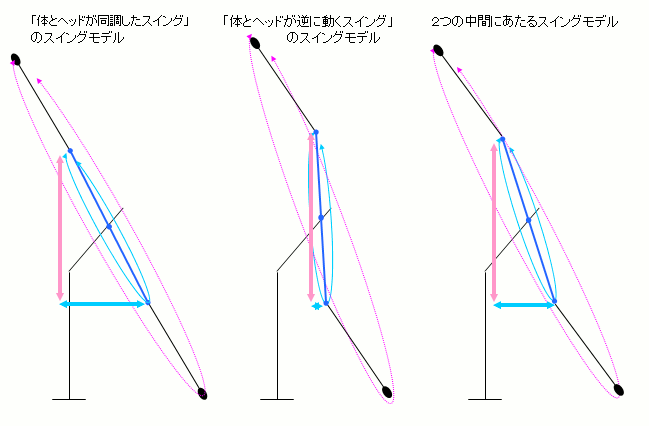 「体とヘッドが同調したスイング」
のスイングモデル
「体とヘッドが逆に動くスイング」
のスイングモデル
2つの中間にあたるスイングモデル